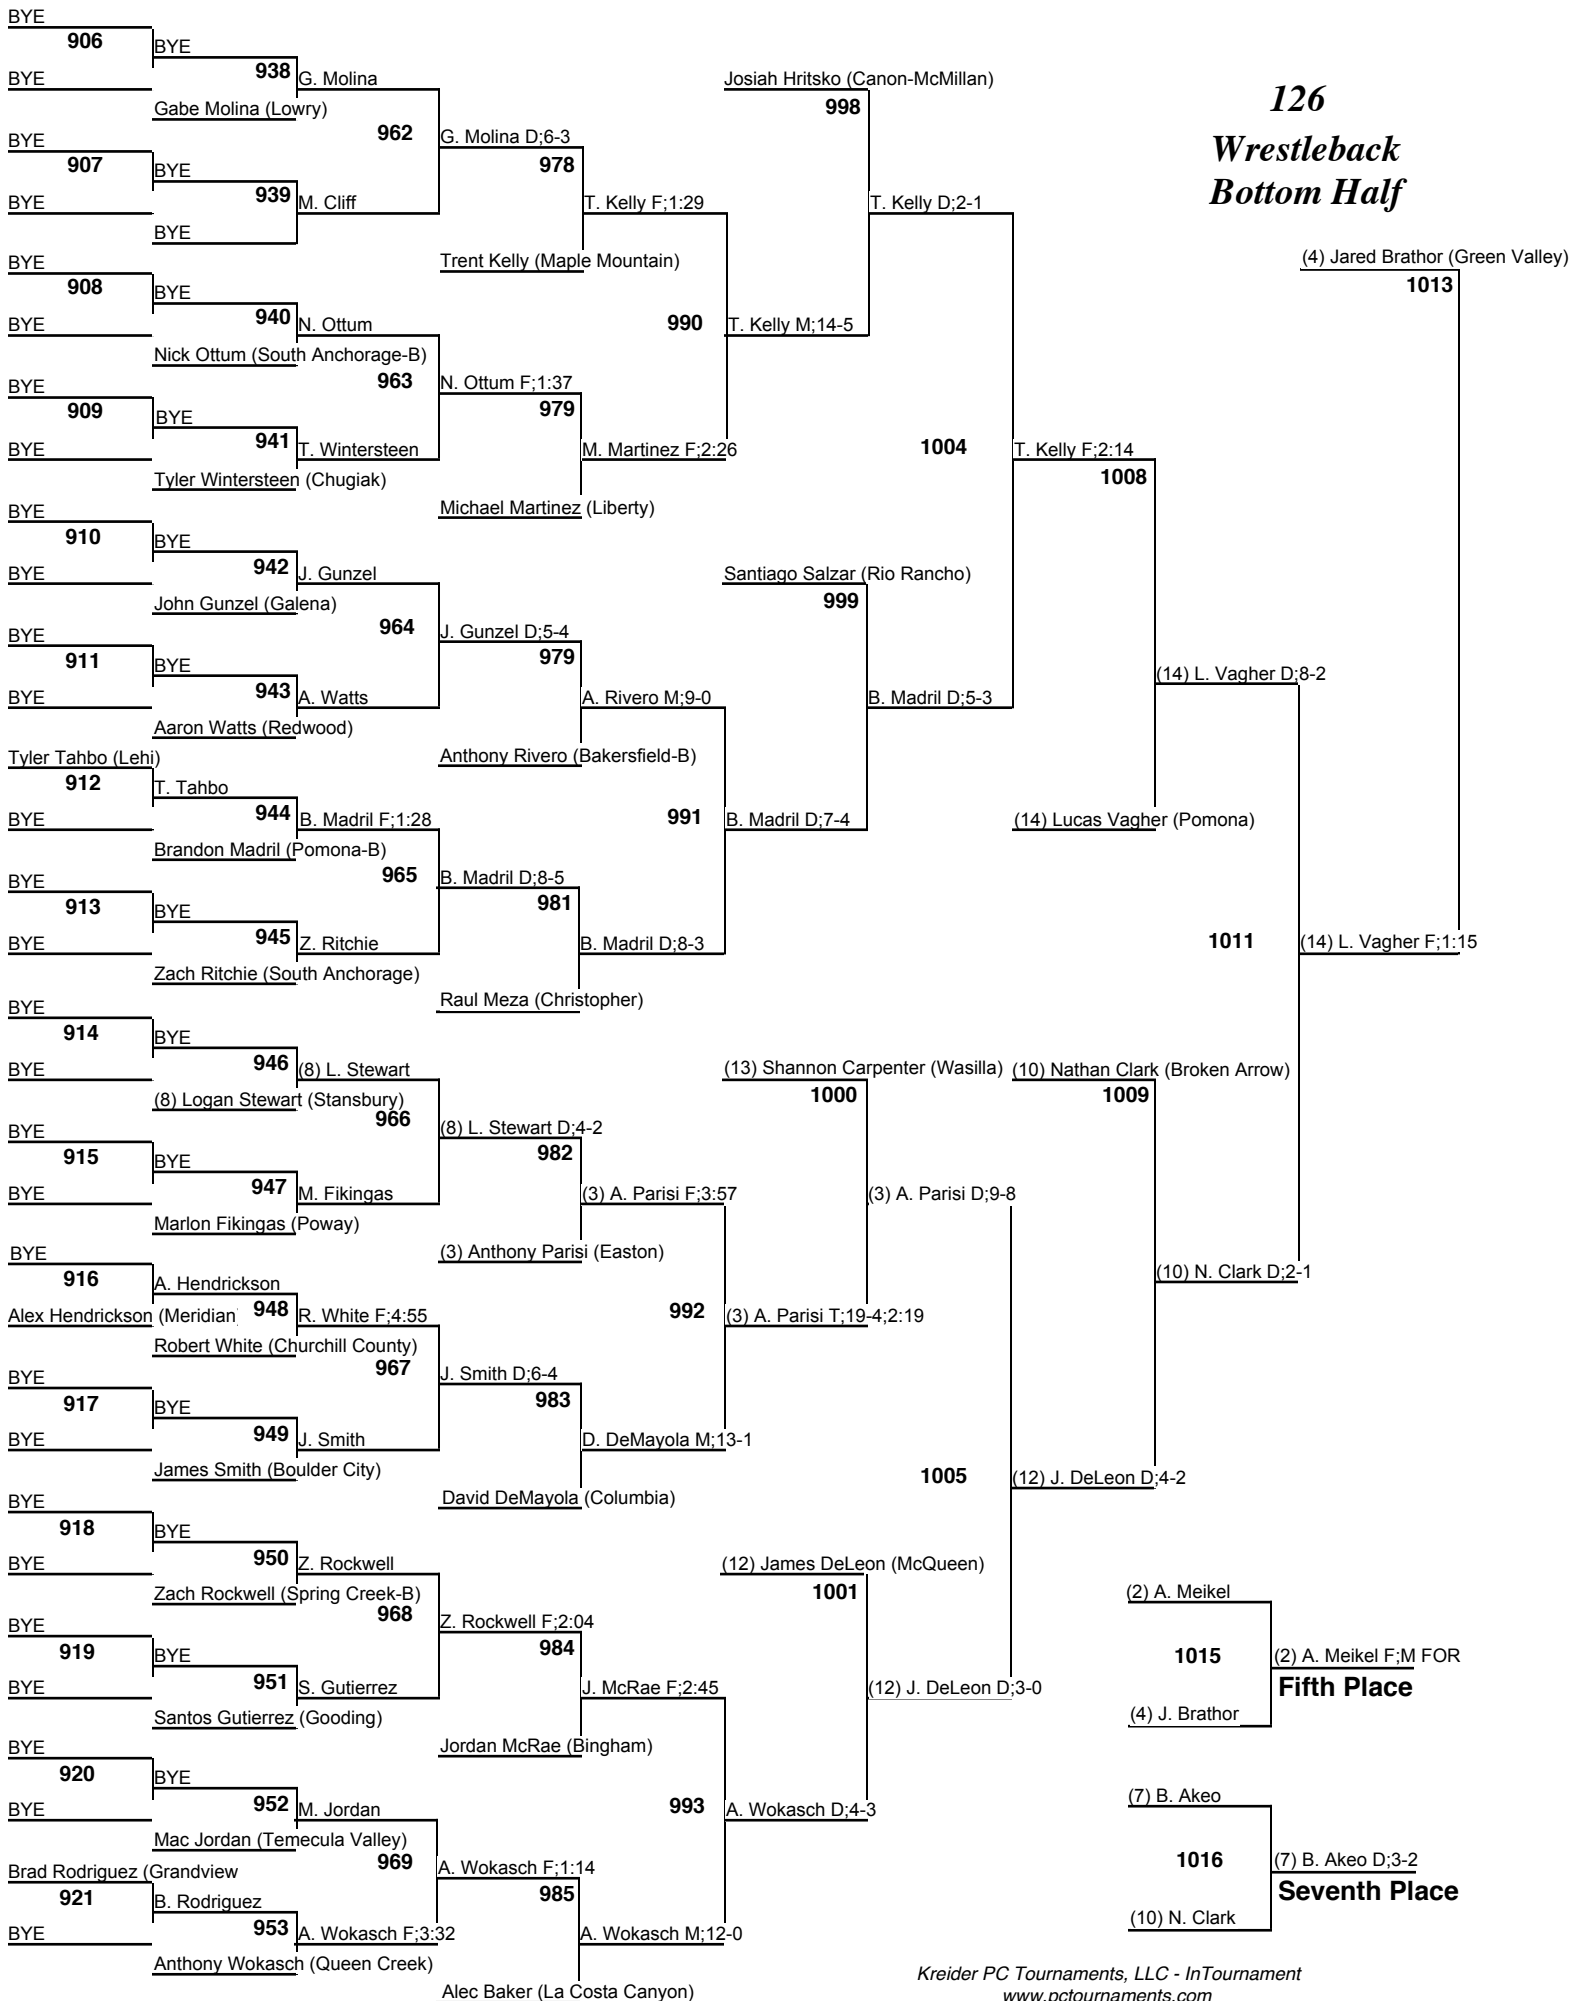 BYE
906
BYE
BYE
938
G. Molina
Gabe Molina (Lowry)
962
BYE
907
BYE
BYE
939
M. Cliff
BYE
G. Molina D;6-3
978
T. Kelly F;1:29
Trent Kelly (Maple Mountain)
BYE
908
BYE
BYE
940
N. Ottum
Nick Ottum (South Anchorage-B)
963
BYE
909
BYE
BYE
941
T. Wintersteen
Tyler Wintersteen (Chugiak)
N. Ottum F;1:37
979
M. Martinez F;2:26
Michael Martinez (Liberty)
990
T. Kelly M;14-5
Josiah Hritsko (Canon-McMillan)
998
T. Kelly D;2-1
BYE
910
BYE
BYE
942
J. Gunzel
John Gunzel (Galena)
964
BYE
911
BYE
BYE
943
A. Watts
Aaron Watts (Redwood)
J. Gunzel D;5-4
979
A. Rivero M;9-0
Anthony Rivero (Bakersfield-B)
Tyler Tahbo (Lehi)
912
BYE
T. Tahbo
944
B. Madril F;1:28
Brandon Madril (Pomona-B)
965
BYE
913
BYE
BYE
945
Z. Ritchie
Zach Ritchie (South Anchorage)
B. Madril D;8-5
981
B. Madril D;8-3
Raul Meza (Christopher)
991
B. Madril D;7-4
Santiago Salzar (Rio Rancho)
999
B. Madril D;5-3
1004
T. Kelly F;2:14
1008
(14) L. Vagher D;8-2
(14) Lucas Vagher (Pomona)
BYE
914
BYE
BYE
946
(8) L. Stewart
(8) Logan Stewart (Stansbury)
966
BYE
915
BYE
BYE
947
M. Fikingas
Marlon Fikingas (Poway)
(8) L. Stewart D;4-2
982
(3) A. Parisi F;3:57
(3) Anthony Parisi (Easton)
BYE
916
Alex Hendrickson (Meridian)
A. Hendrickson
948
R. White F;4:55
Robert White (Churchill County)
967
BYE
917
BYE
BYE
949
J. Smith
James Smith (Boulder City)
J. Smith D;6-4
983
D. DeMayola M;13-1
David DeMayola (Columbia)
992
(3) A. Parisi T;19-4;2:19
(13) Shannon Carpenter (Wasilla)
1000
(3) A. Parisi D;9-8
BYE
918
BYE
BYE
950
Z. Rockwell
Zach Rockwell (Spring Creek-B)
968
BYE
919
BYE
BYE
951
S. Gutierrez
Santos Gutierrez (Gooding)
Z. Rockwell F;2:04
984
J. McRae F;2:45
Jordan McRae (Bingham)
BYE
920
BYE
BYE
952
M. Jordan
Mac Jordan (Temecula Valley)
969
Brad Rodriguez (Grandview
921
BYE
B. Rodriguez
953
A. Wokasch F;3:32
Anthony Wokasch (Queen Creek)
A. Wokasch F;1:14
985
A. Wokasch M;12-0
Alec Baker (La Costa Canyon)
993
A. Wokasch D;4-3
(12) James DeLeon (McQueen)
1001
(12) J. DeLeon D;3-0
1005
(12) J. DeLeon D;4-2
(10) Nathan Clark (Broken Arrow)
1009
(10) N. Clark D;2-1
1011
(14) L. Vagher F;1:15
126
Wrestleback
Bottom Half
(4) Jared Brathor (Green Valley)
1013
(2) A. Meikel
1015
(4) J. Brathor
(2) A. Meikel F;M FOR
Fifth Place
(7) B. Akeo
1016
(10) N. Clark
(7) B. Akeo D;3-2
Seventh Place
Kreider PC Tournaments, LLC - InTournament
www.pctournaments.com